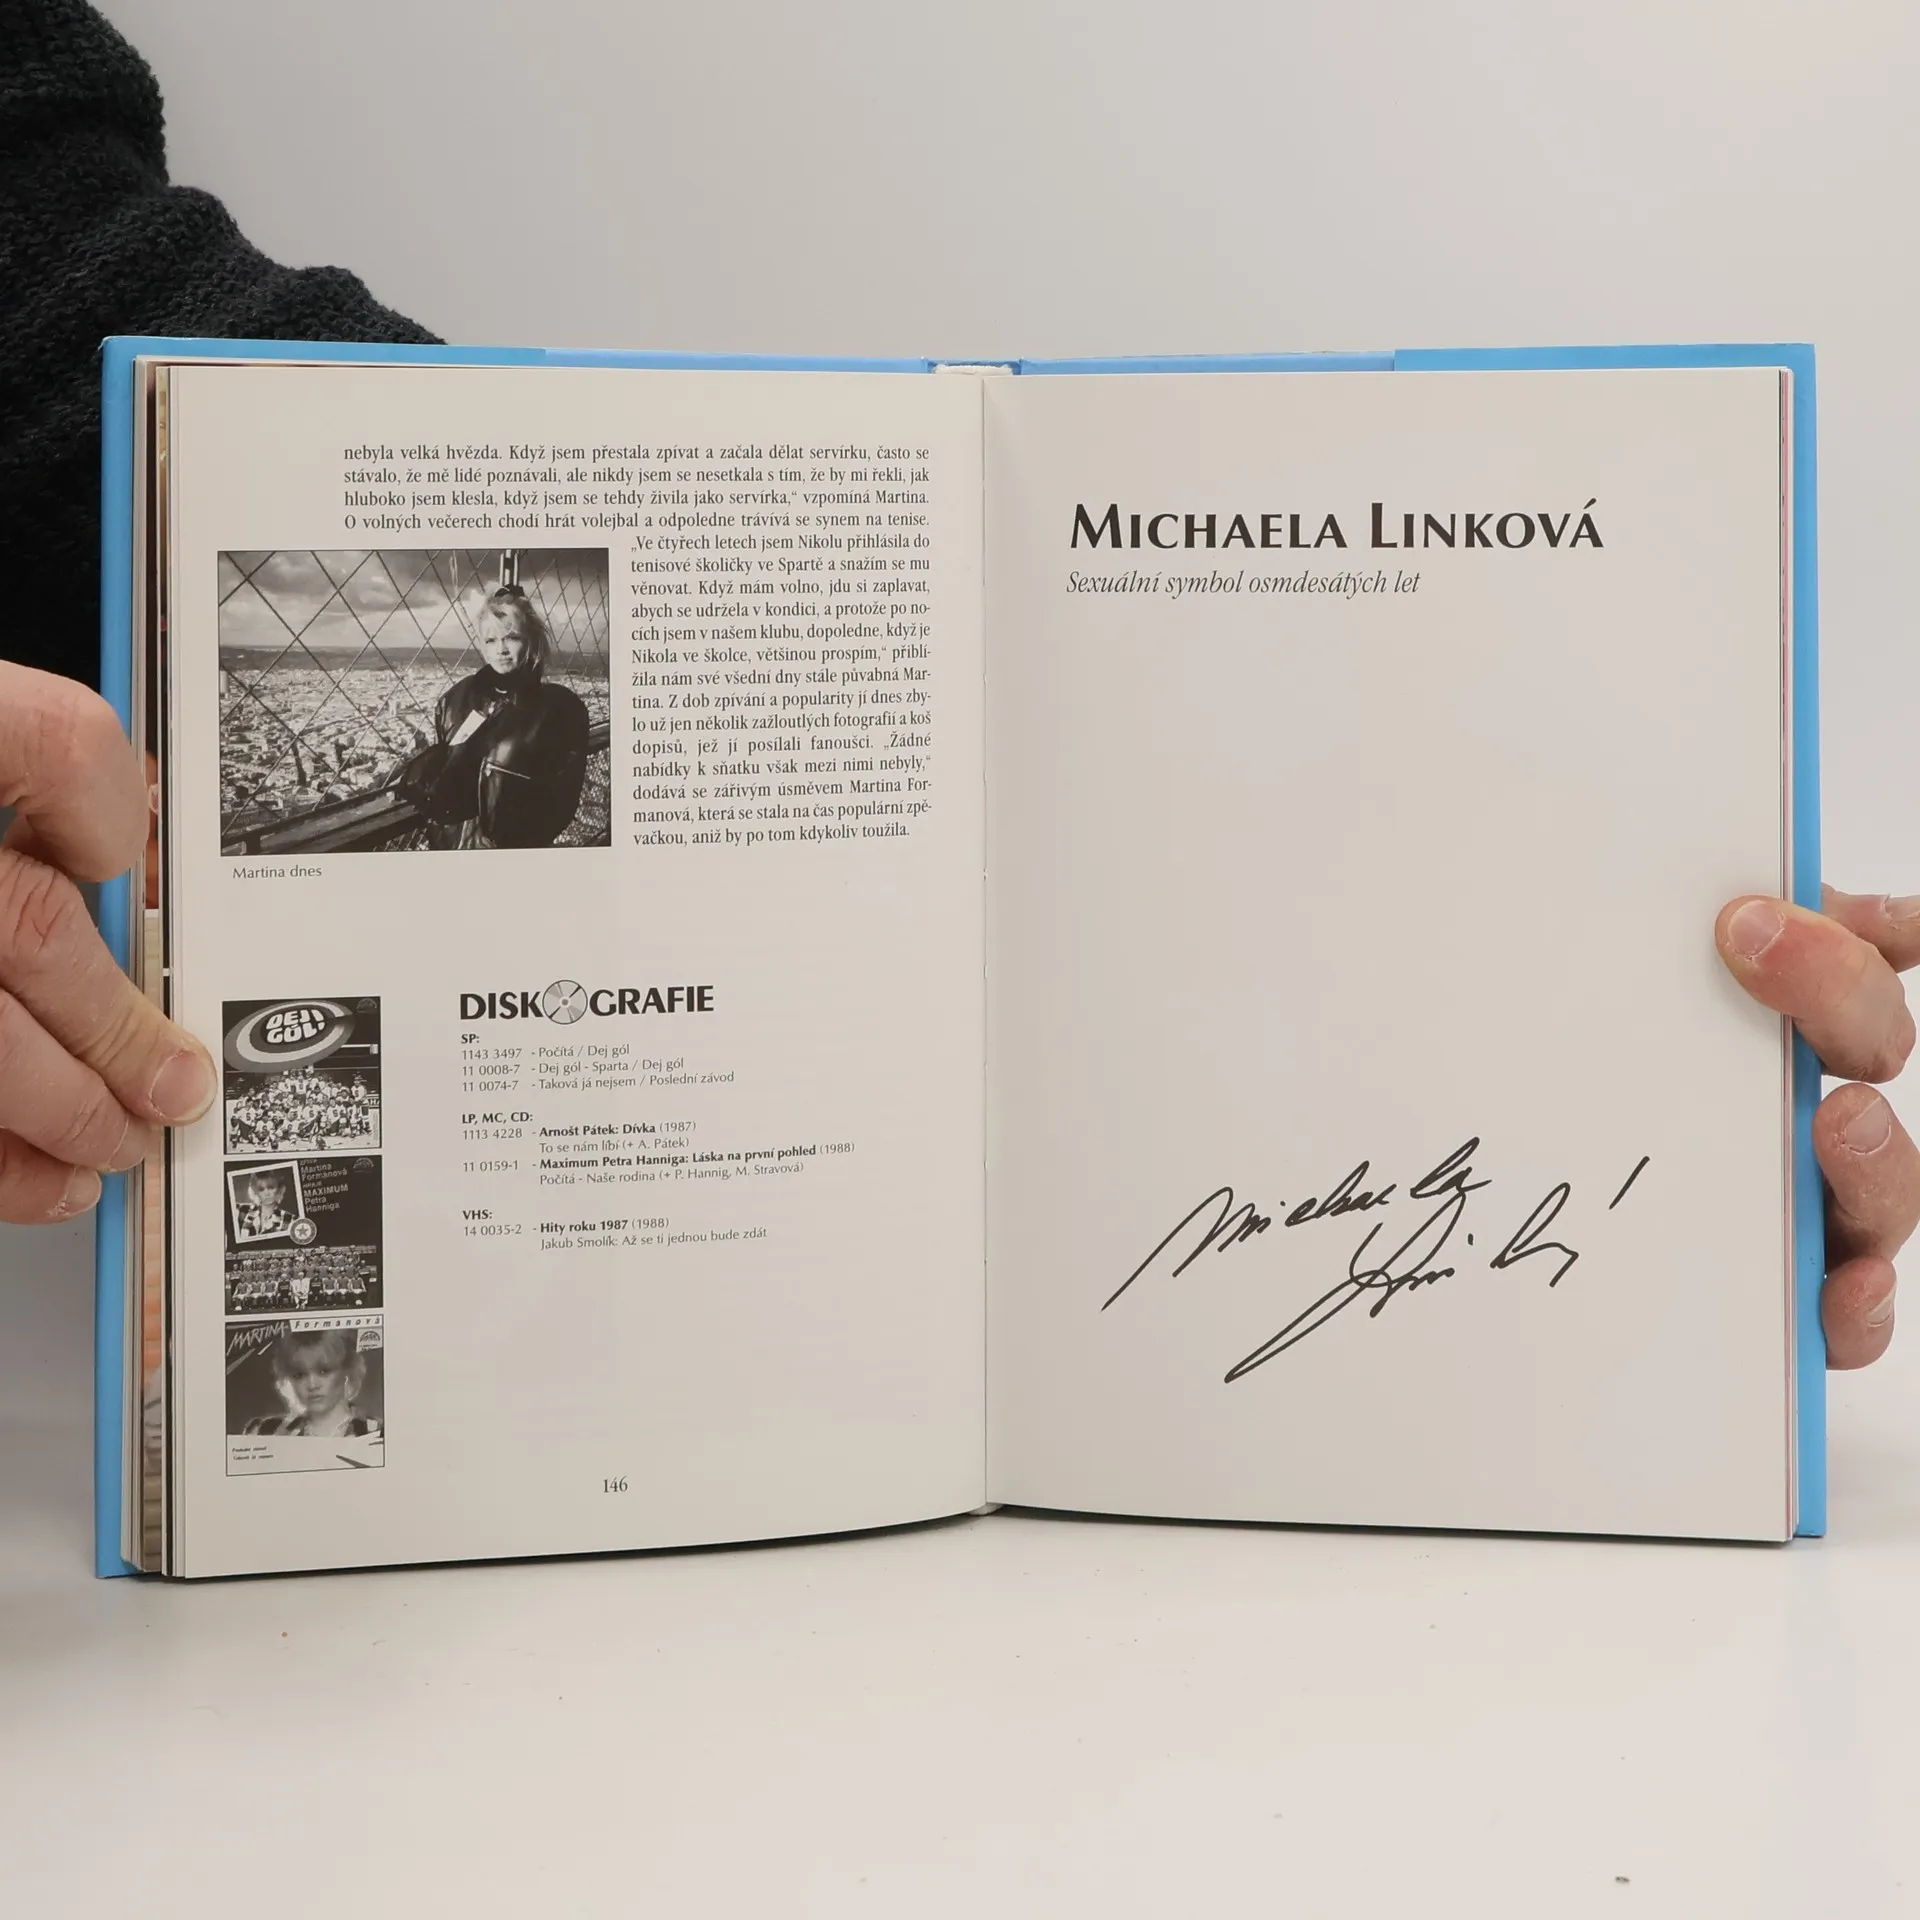 nebyla velká hvězda. Když jsem přestala zpívat a začala dělat servírku, často se
stávalo, že mě lidé poznávali, ale nikdy jsem se nesetkala s tím, že by mi řekli, jak
hluboko jsem klesla, když jsem se tehdy živila jako servírka,“ vzpomíná Martina.
O volných večerech chodí hrát volejbal a odpoledne trávívá se synem na tenise.
„Ve čtyřech letech jsem Nikolu přihlásila do
tenisové školičky ve Spartě a snažím se mu
věnovat. Když mám volno, jdu si zaplavat,
abych se udržela v kondici, a protože po no-
cích jsem v našem klubu, dopoledne, když je
Nikola ve školce, většinou prospím,“ přiblí-
žila nám své všední dny stále půvabná Mar-
tina. Z dob zpívání a popularity jí dnes zby-
lo už jen několik zažloutlých fotografií a koš
dopisů, jež jí posílali fanoušci. „Žádné
nabídky k sňatku však mezi nimi nebyly,“
dodává se zářivým úsměvem Martina For-
manová, která se stala na čas populární zpě-
vačkou, aniž by po tom kdykoliv toužila.
Martina dnes
DEJ
GÓL!
Martina
Formanová
MAXIMUM
Petra
Hanniga
MARTINA Formanová
DISKOGRAFIE
SP:
1143 3497 - Počítá / Dej gól
11 0008-7 - Dej gól - Sparta / Dej gól
11 0074-7 - Taková já nejsem / Poslední závod
LP, MC, CD:
1113 4228 - Arnošt Pátek: Dívka (1987)
To se nám líbí (+ A. Pátek)
11 0159-1 - Maximum Petra Hanniga: Láska na první pohled (1988)
Počítá - Naše rodina (+ P. Hannig, M. Stravová)
VHS:
14 0035-2 - Hity roku 1987 (1988)
Jakub Smolík: Až se ti jednou bude zdát
146
MICHAELA LINKOVÁ
Sexuální symbol osmdesátých let
Michaela